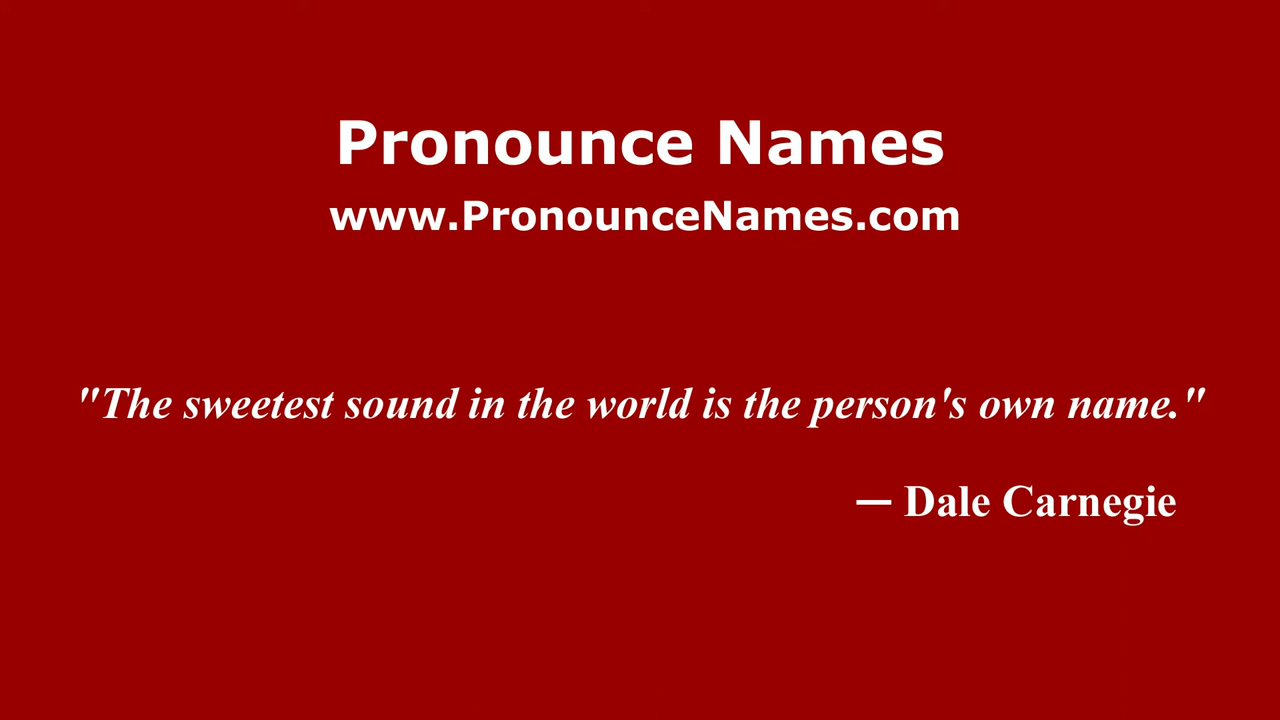 Pronounce Names
www.PronounceNames.com
"The sweetest sound in the world is the person's own name."
— Dale Carnegie